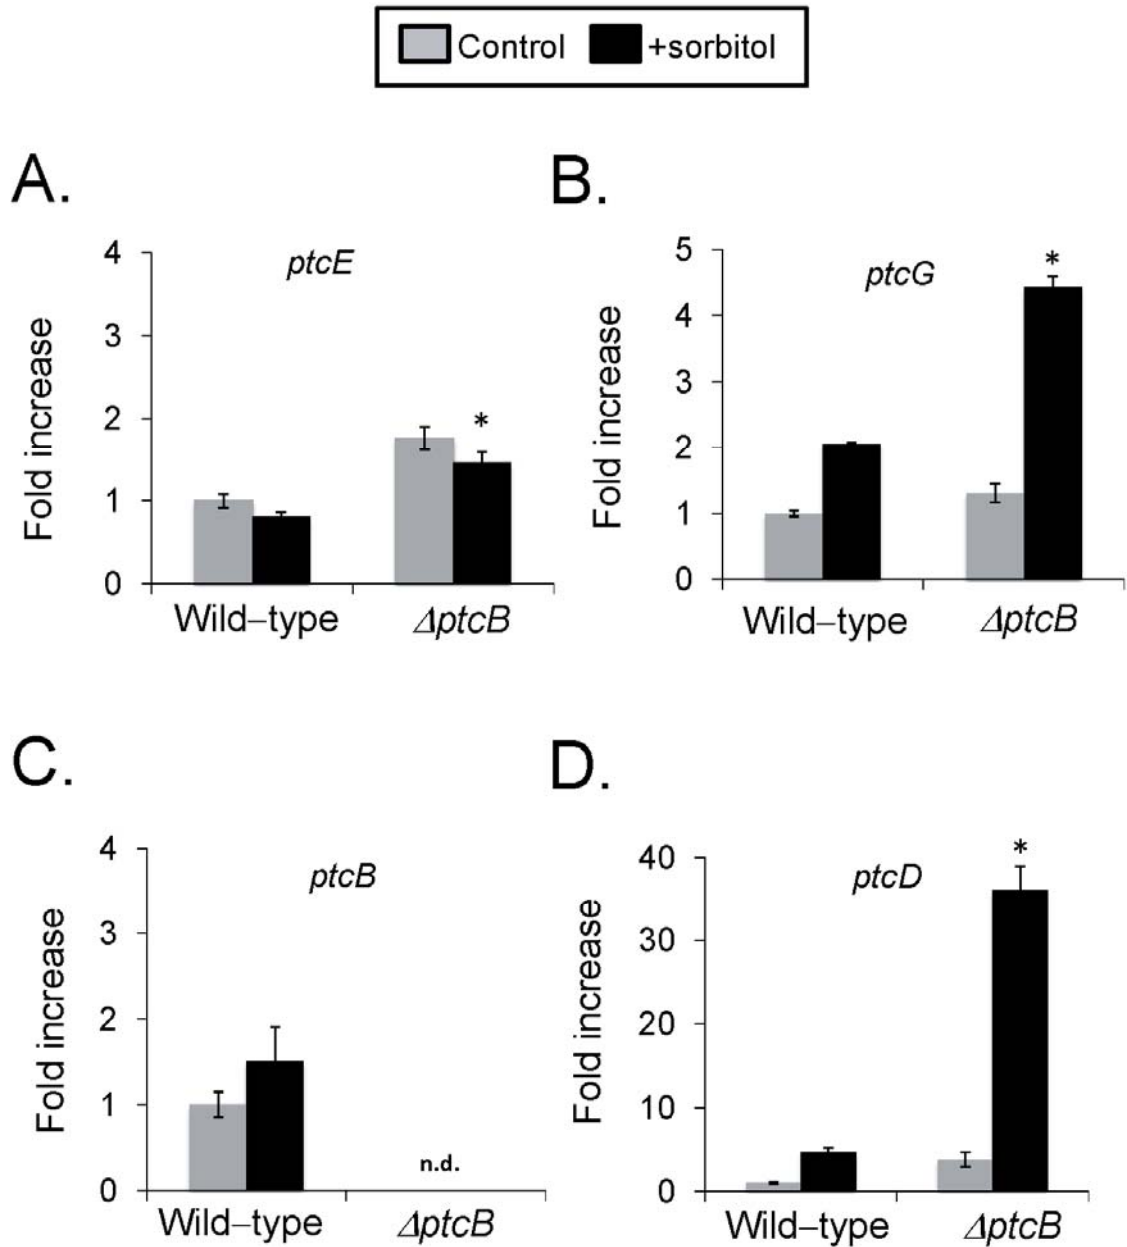 Control +sorbitol
A.
ptcE
Fold increase
4
3
2
1
0
*
Wild–type ΔptcB
B.
ptcG
Fold increase
5
4
3
2
1
0
*
Wild–type ΔptcB
C.
ptcB
Fold increase
4
3
2
1
0
n.d.
Wild–type ΔptcB
D.
ptcD
Fold increase
40
30
20
10
0
*
Wild–type ΔptcB